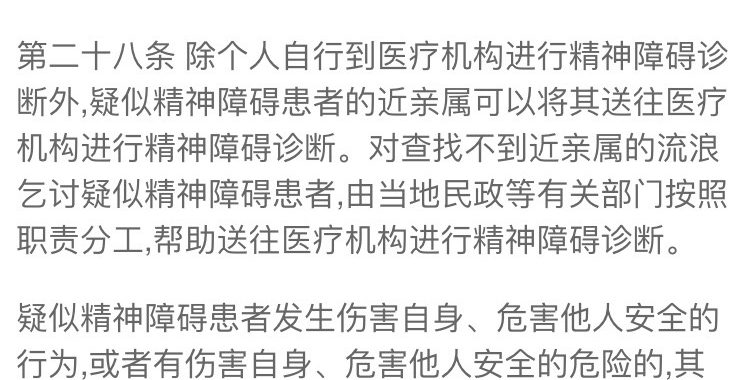 第二十八条 除个人自行到医疗机构进行精神障碍诊
断外,疑似精神障碍患者的近亲属可以将其送往医疗
机构进行精神障碍诊断。对查找不到近亲属的流浪
乞讨疑似精神障碍患者,由当地民政等有关部门按照
职责分工,帮助送往医疗机构进行精神障碍诊断。
疑似精神障碍患者发生伤害自身、危害他人安全的
行为,或者有伤害自身、危害他人安全的危险的,其